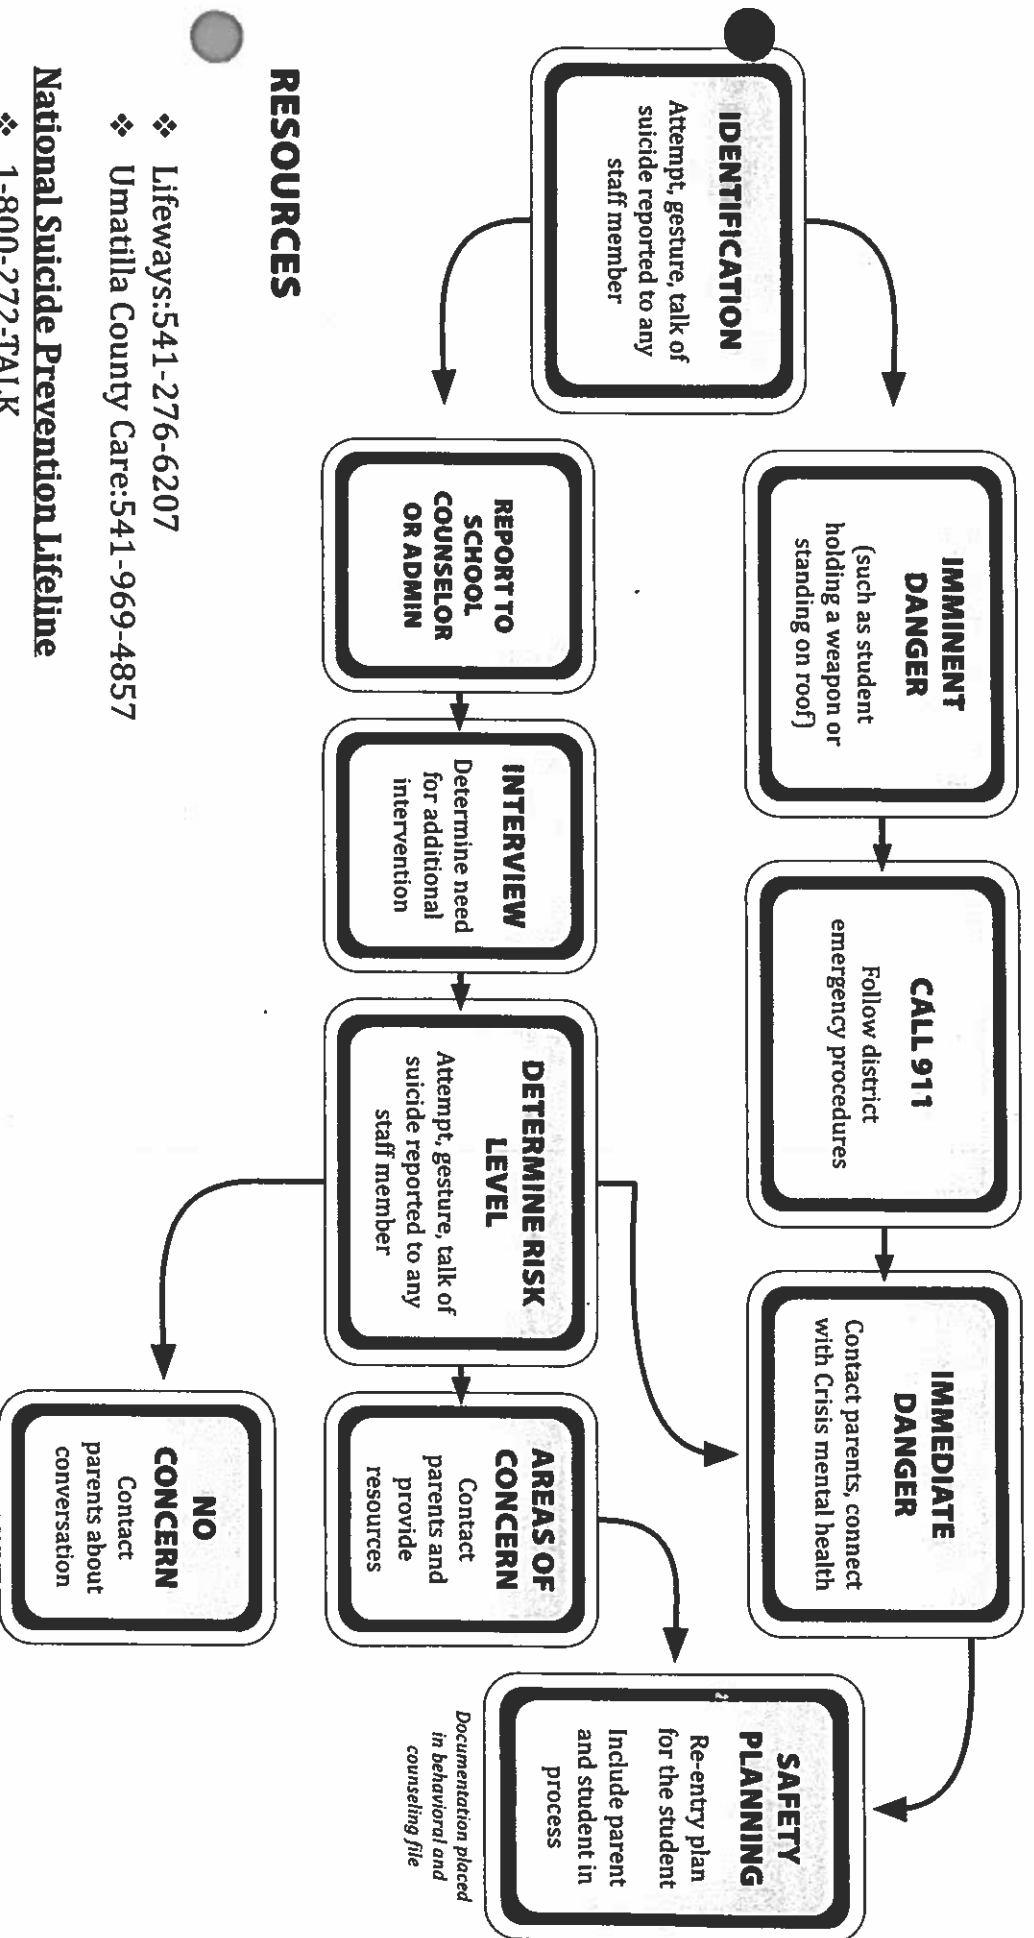 IDENTIFICATION
Attempt, gesture, talk of
suicide reported to any
staff member
IMMINENT
DANGER
(such as student
holding a weapon or
standing on roof)
CALL 911
Follow district
emergency procedures
IMMEDIATE
DANGER
Contact parents, connect
with Crisis mental health
REPORT TO
SCHOOL
COUNSELOR
OR ADMIN
INTERVIEW
Determine need
for additional
intervention
DETERMINE RISK
LEVEL
Attempt, gesture, talk of
suicide reported to any
staff member
AREAS OF
CONCERN
Contact
parents and
provide
resources
NO
CONCERN
Contact
parents about
conversation
SAFETY
PLANNING
Re-entry plan
for the student
Include parent
and student in
process
Documentation placed
in behavioral and
counseling file
RESOURCES
❖ Lifeways:541-276-6207
❖ Umatilla County Care:541-969-4857
National Suicide Prevention Lifeline
❖ 1-800-272-TALK